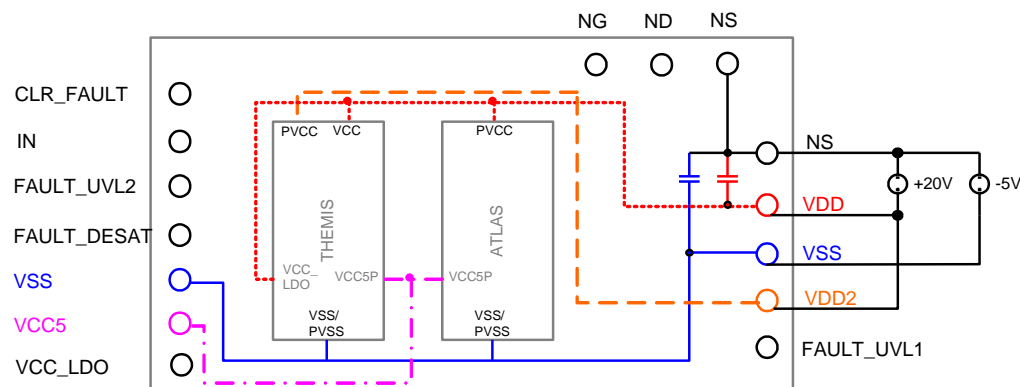 NG
ND
NS
CLR_FAULT
IN
FAULT_UVL2
FAULT_DESAT
VSS
VCC5
VCC_LDO
PVCC
VCC
THEMIS
VCC_
LDO
VCC5P
VSS/
PVSS
PVCC
ATLAS
VCC5P
VSS/
PVSS
NS
VDD
VSS
VDD2
FAULT_UVL1
+20V
-5V